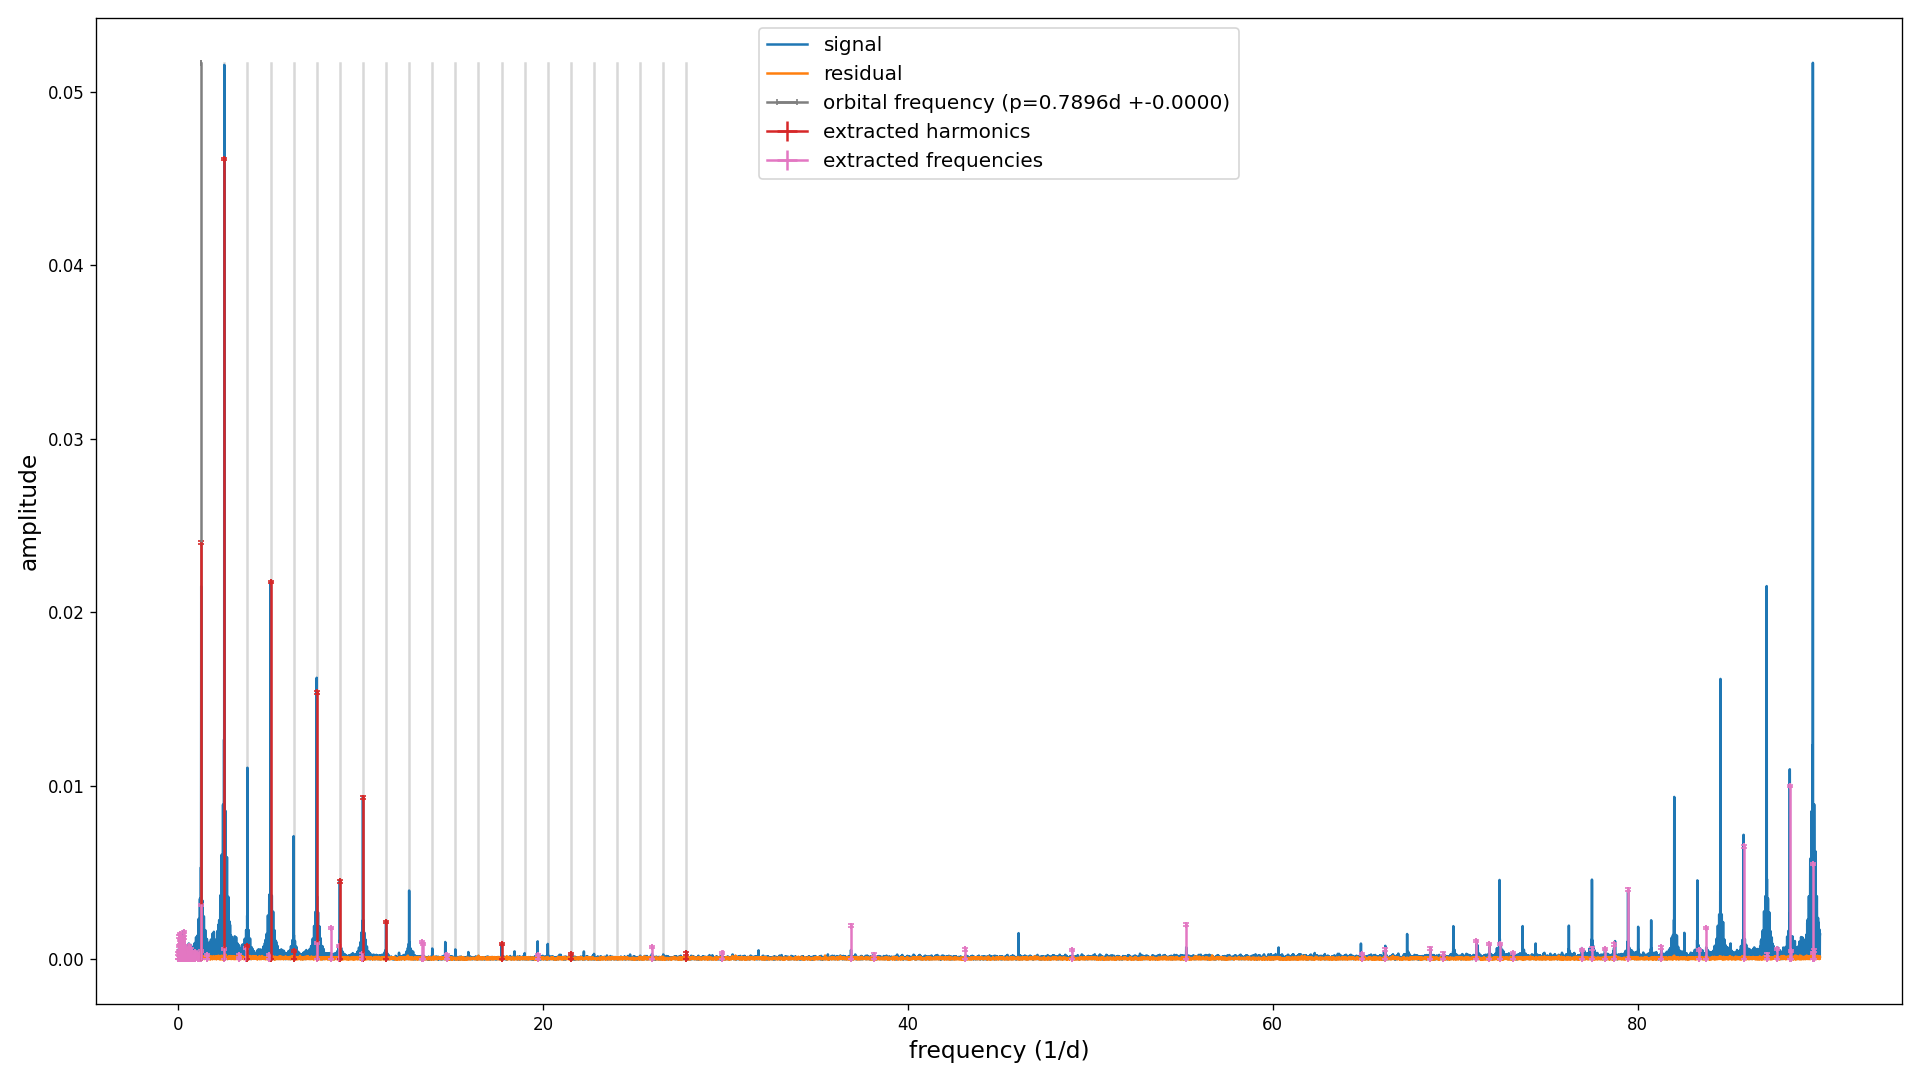 signal
residual
orbital frequency (p=0.7896d +-0.0000)
extracted harmonics
extracted frequencies
0.05
0.04
0.03
0.02
0.01
0.00
amplitude
0 20 40 60 80
frequency (1/d)